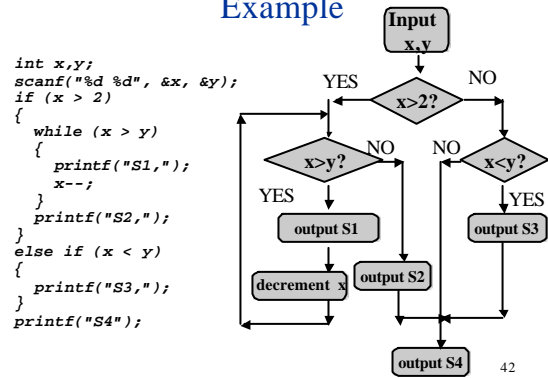 Example
int x,y;
scanf("%d %d", &x, &y);
if (x > 2)
{
while (x > y)
{
printf("S1,");
x--;
}
printf("S2,");
}
else if (x < y)
{
printf("S3,");
}
printf("S4");
Input
x,y
YES
x>2?
NO
x>y?
NO
NO
x<y?
YES
YES
output S1
output S3
decrement x
output S2
output S4
42